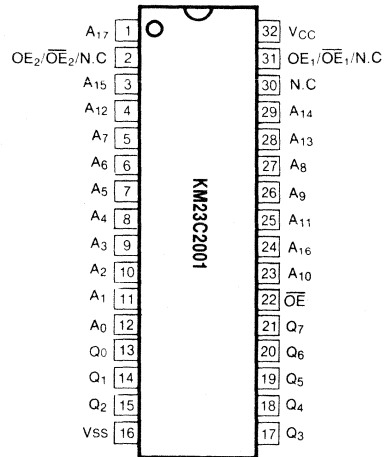 A17 1 32 VCC
OE2/O̅E̅2/N.C 2 31 OE1/O̅E̅1/N.C
A15 3 30 N.C
A12 4 29 A14
A7 5 28 A13
A6 6 27 A8
A5 7 26 A9
A4 8 25 A11
A3 9 24 A16
A2 10 23 A10
A1 11 22 O̅E̅
A0 12 21 Q7
Q0 13 20 Q6
Q1 14 19 Q5
Q2 15 18 Q4
VSS 16 17 Q3
KM23C2001